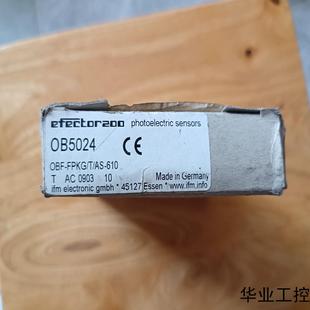 efector200 photoelectric sensors
OB5024 CE
OBF-FPKG/T/AS-610
T AC 0903 10 Made in Germany
ifm electronic gmbh * 45127 Essen * www.ifm.info
华业工控